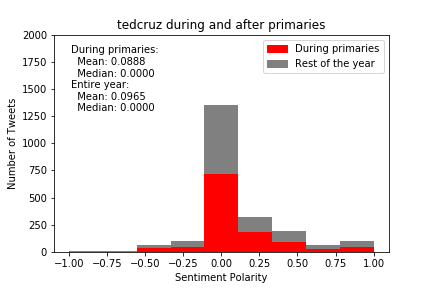 tedcruz during and after primaries
2000
1750
1500
1250
1000
750
500
250
0
Number of Tweets
During primaries:
Mean: 0.0888
Median: 0.0000
Entire year:
Mean: 0.0965
Median: 0.0000
During primaries
Rest of the year
−1.00 −0.75 −0.50 −0.25 0.00 0.25 0.50 0.75 1.00
Sentiment Polarity